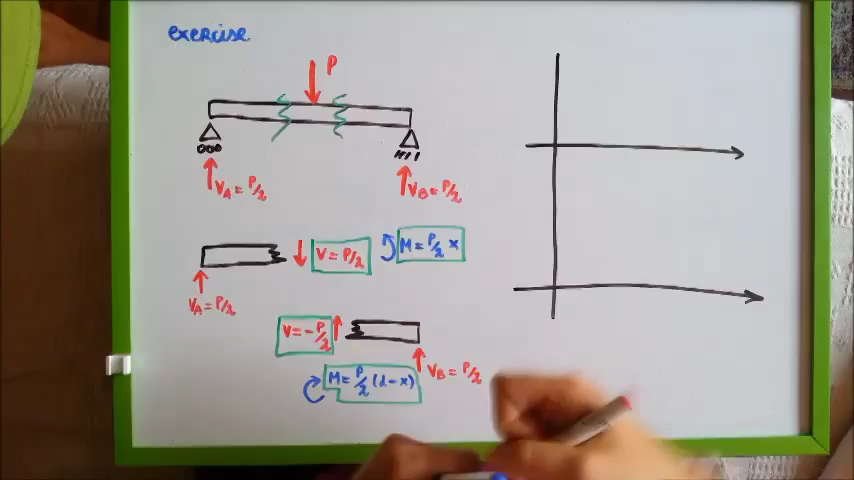 exercise
P
V_A = P/2
V_B = P/2
V = P/2
M = P/2 x
V_A = P/2
V = -P/2
V_B = P/2
M = P/2 (d-x)